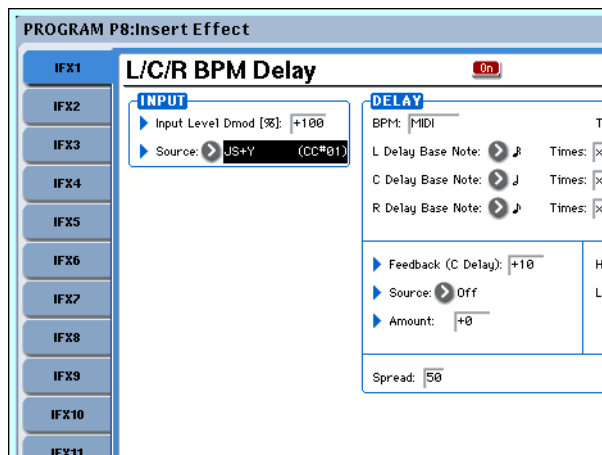 PROGRAM P8:Insert Effect
IFX1
IFX2
IFX3
IFX4
IFX5
IFX6
IFX7
IFX8
IFX9
IFX10
IFX11
L/C/R BPM Delay
On
INPUT
Input Level Dmod [%]: +100
Source: JS+Y (CC#01)
DELAY
BPM: MIDI T
L Delay Base Note: Times: x
C Delay Base Note: Times: x
R Delay Base Note: Times: x
Feedback (C Delay): +10 H
Source: Off L
Amount: +0
Spread: 50